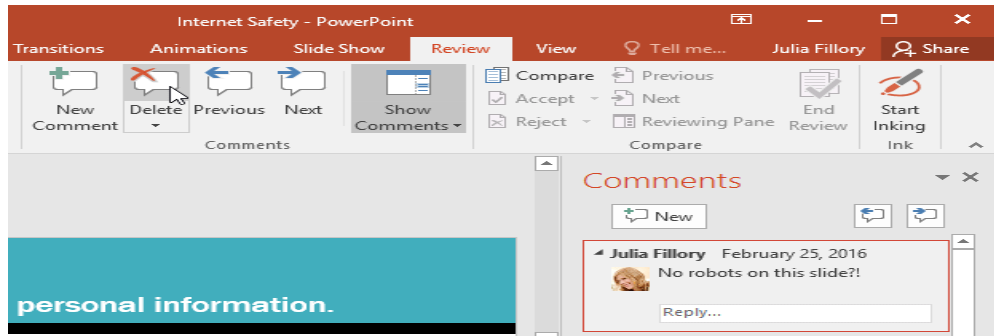 Internet Safety - PowerPoint
Transitions Animations Slide Show Review View Tell me... Julia Fillory Share
New Comment
Delete
Previous
Next
Show Comments
Comments
Compare
Accept
Reject
Previous
Next
Reviewing Pane
End Review
Compare
Start Inking
Ink
Comments
New
Julia Fillory February 25, 2016
No robots on this slide?!
Reply...
personal information.